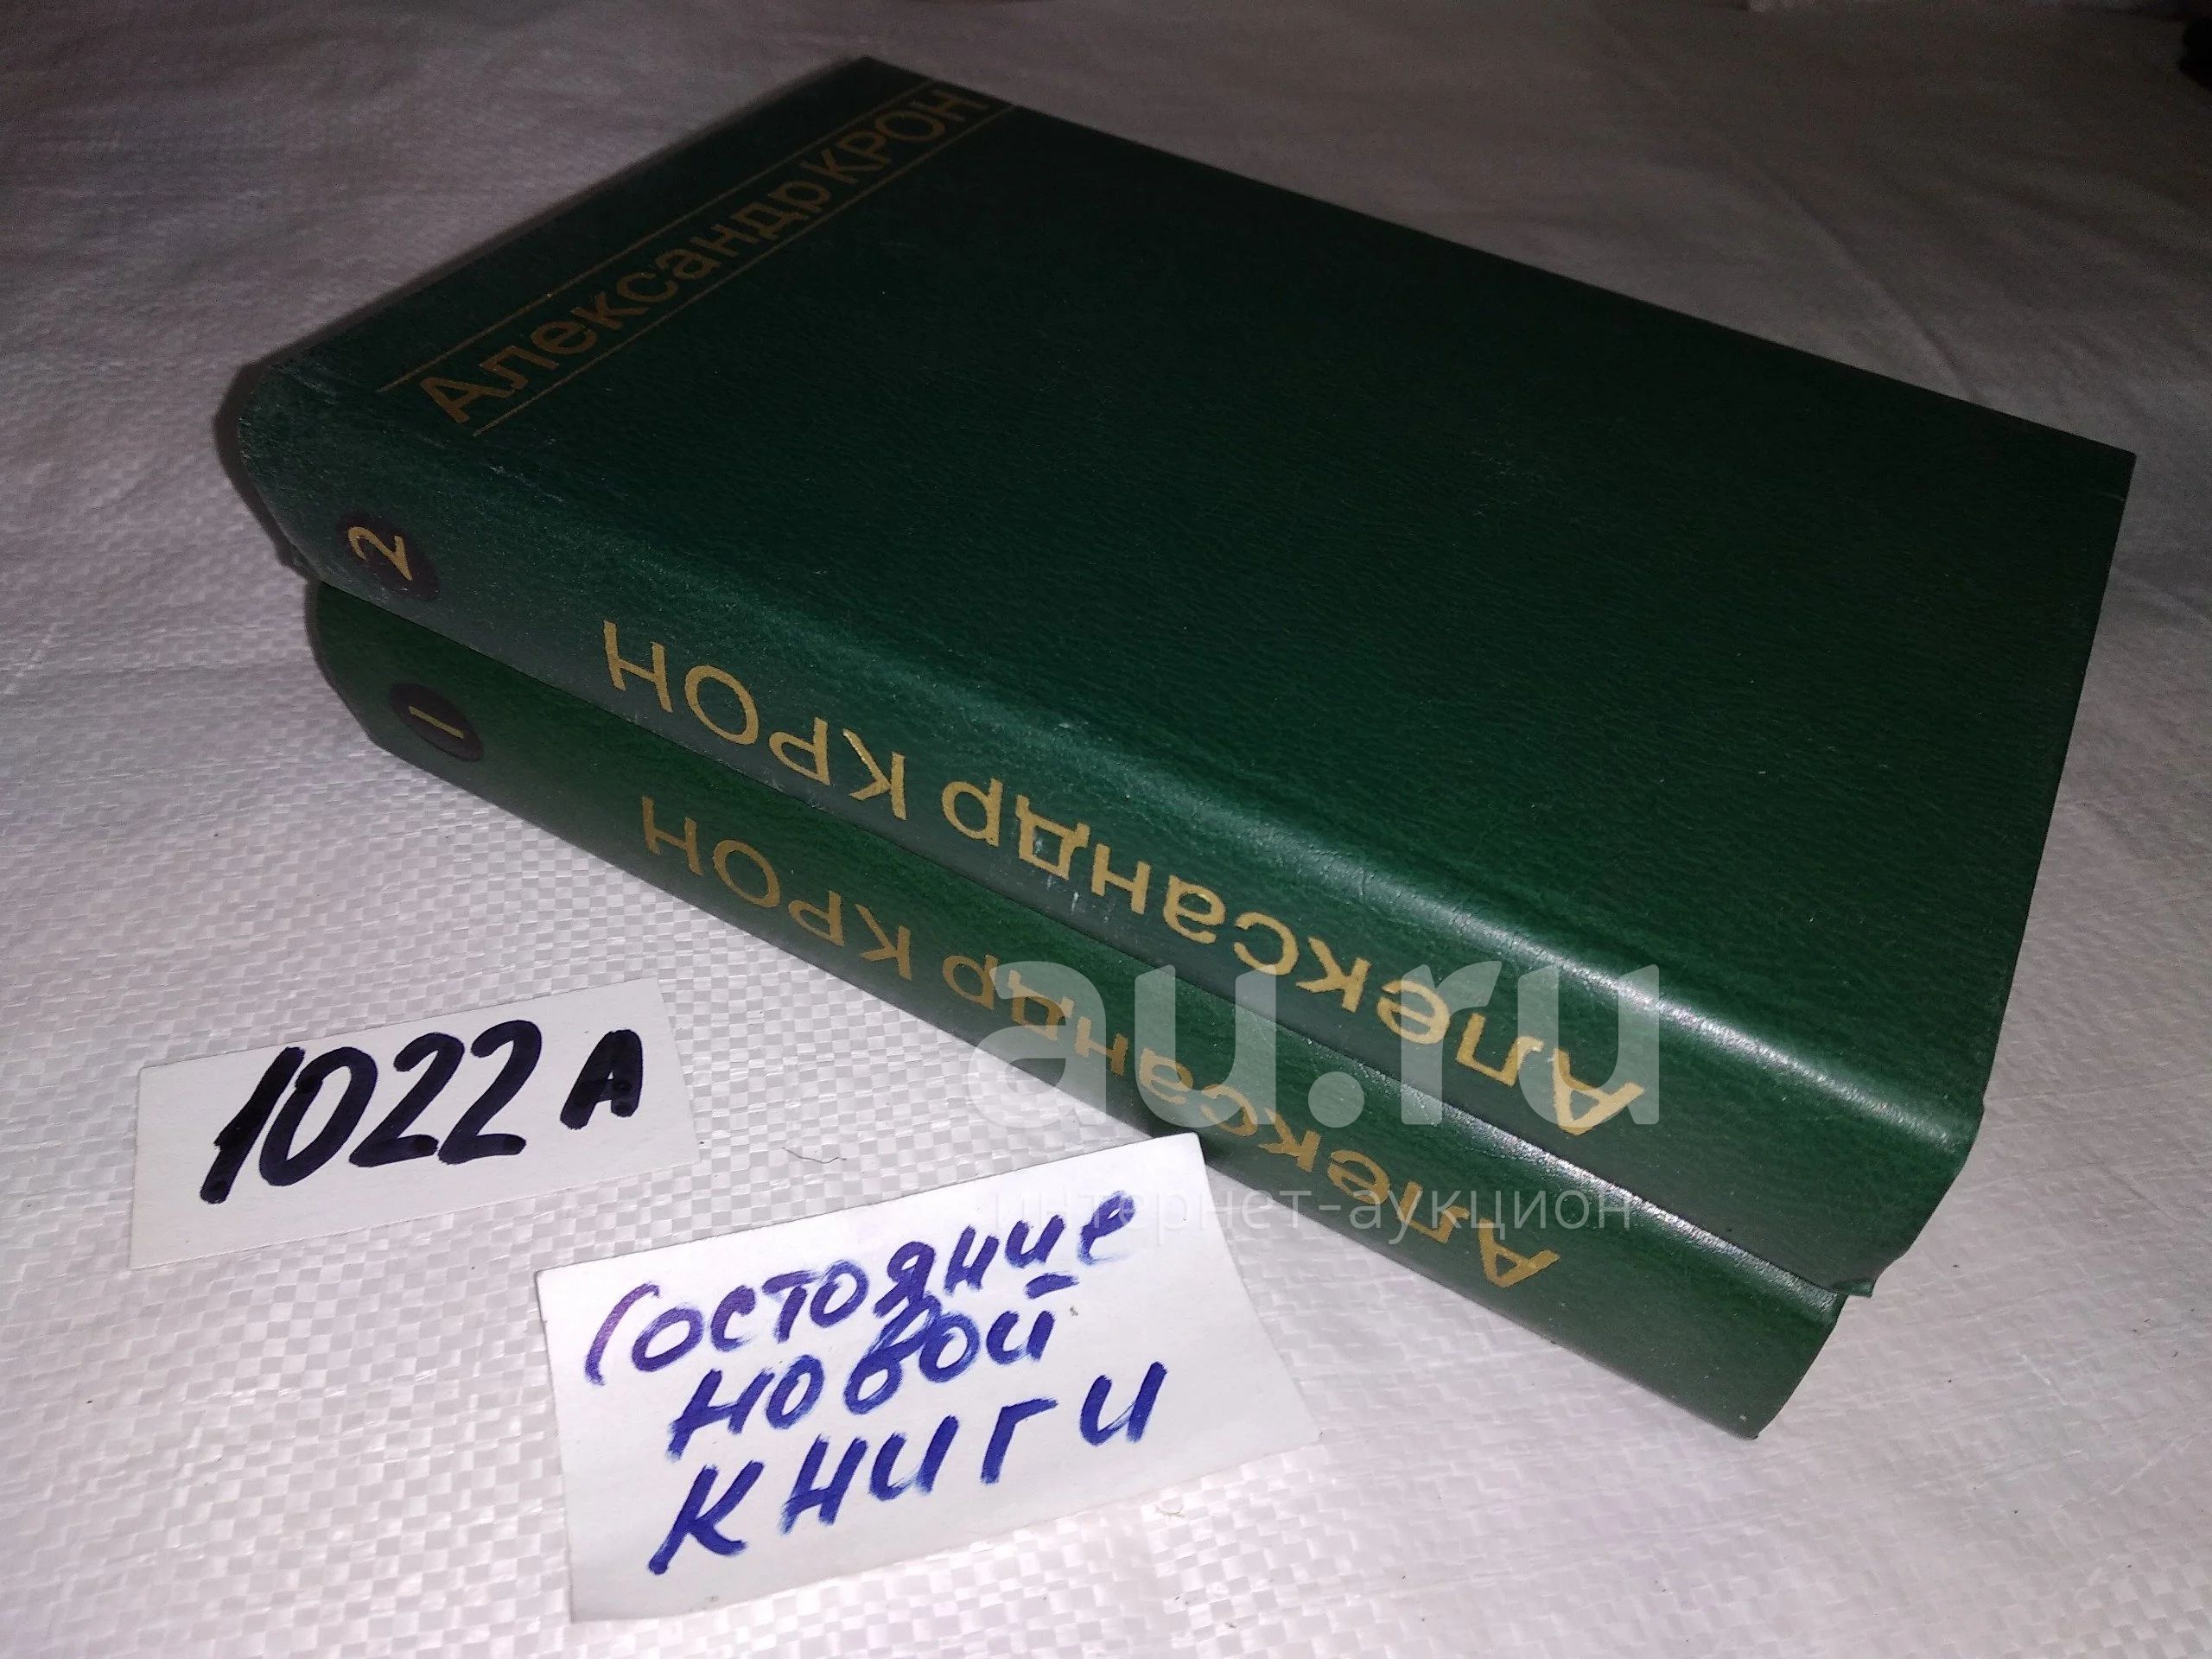 Александр КРОН
2
Александр КРОН
1
Александр КРОН
au.ru
интернет-аукцион
1022 А
Состояние
новой
книги